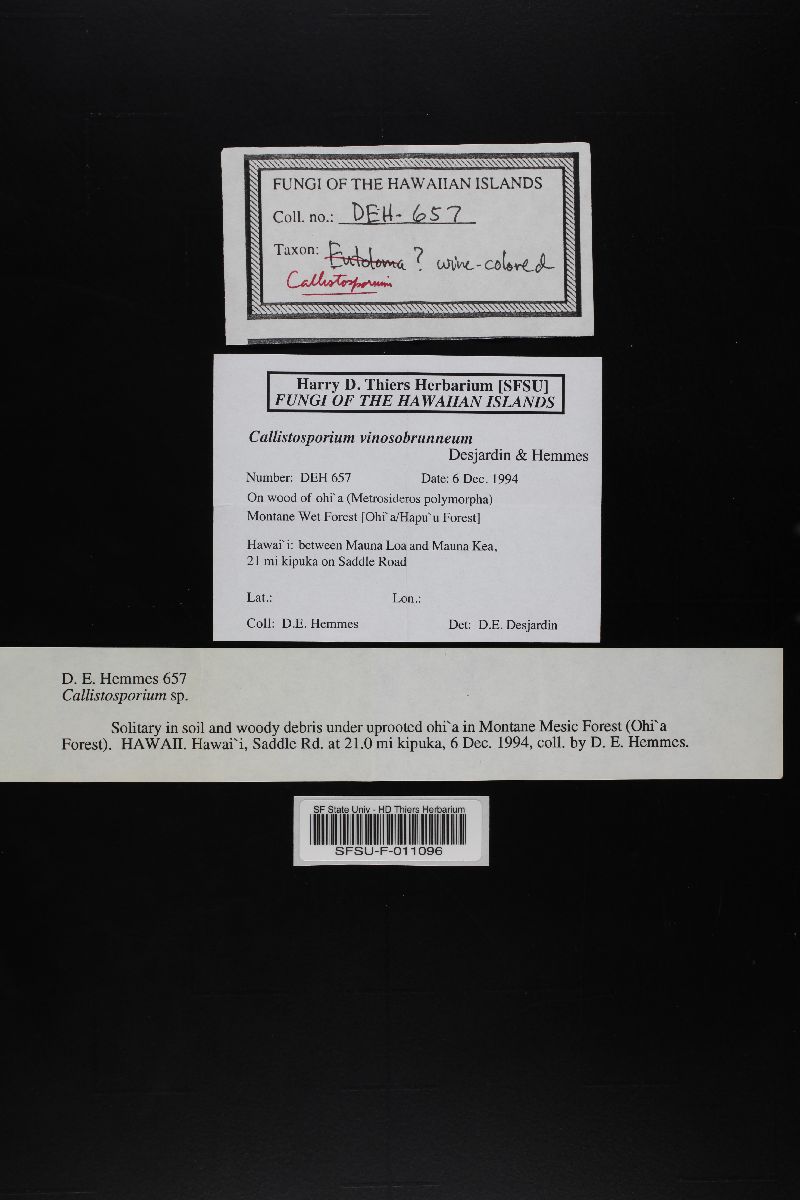 FUNGI OF THE HAWAIIAN ISLANDS
Coll. no.: DEH-657
Taxon: Entoloma ? wine-colored
Callistosporium
Harry D. Thiers Herbarium [SFSU]
FUNGI OF THE HAWAIIAN ISLANDS
Callistosporium vinosobrunneum
Desjardin & Hemmes
Number: DEH 657 Date: 6 Dec. 1994
On wood of ohi`a (Metrosideros polymorpha)
Montane Wet Forest [Ohi`a/Hapu`u Forest]
Hawai`i: between Mauna Loa and Mauna Kea,
21 mi kipuka on Saddle Road
Lat.: Lon.:
Coll: D.E. Hemmes Det: D.E. Desjardin
D. E. Hemmes 657
Callistosporium sp.
Solitary in soil and woody debris under uprooted ohi`a in Montane Mesic Forest (Ohi`a
Forest). HAWAII. Hawai`i, Saddle Rd. at 21.0 mi kipuka, 6 Dec. 1994, coll. by D. E. Hemmes.
SF State Univ - HD Thiers Herbarium
SFSU-F-011096